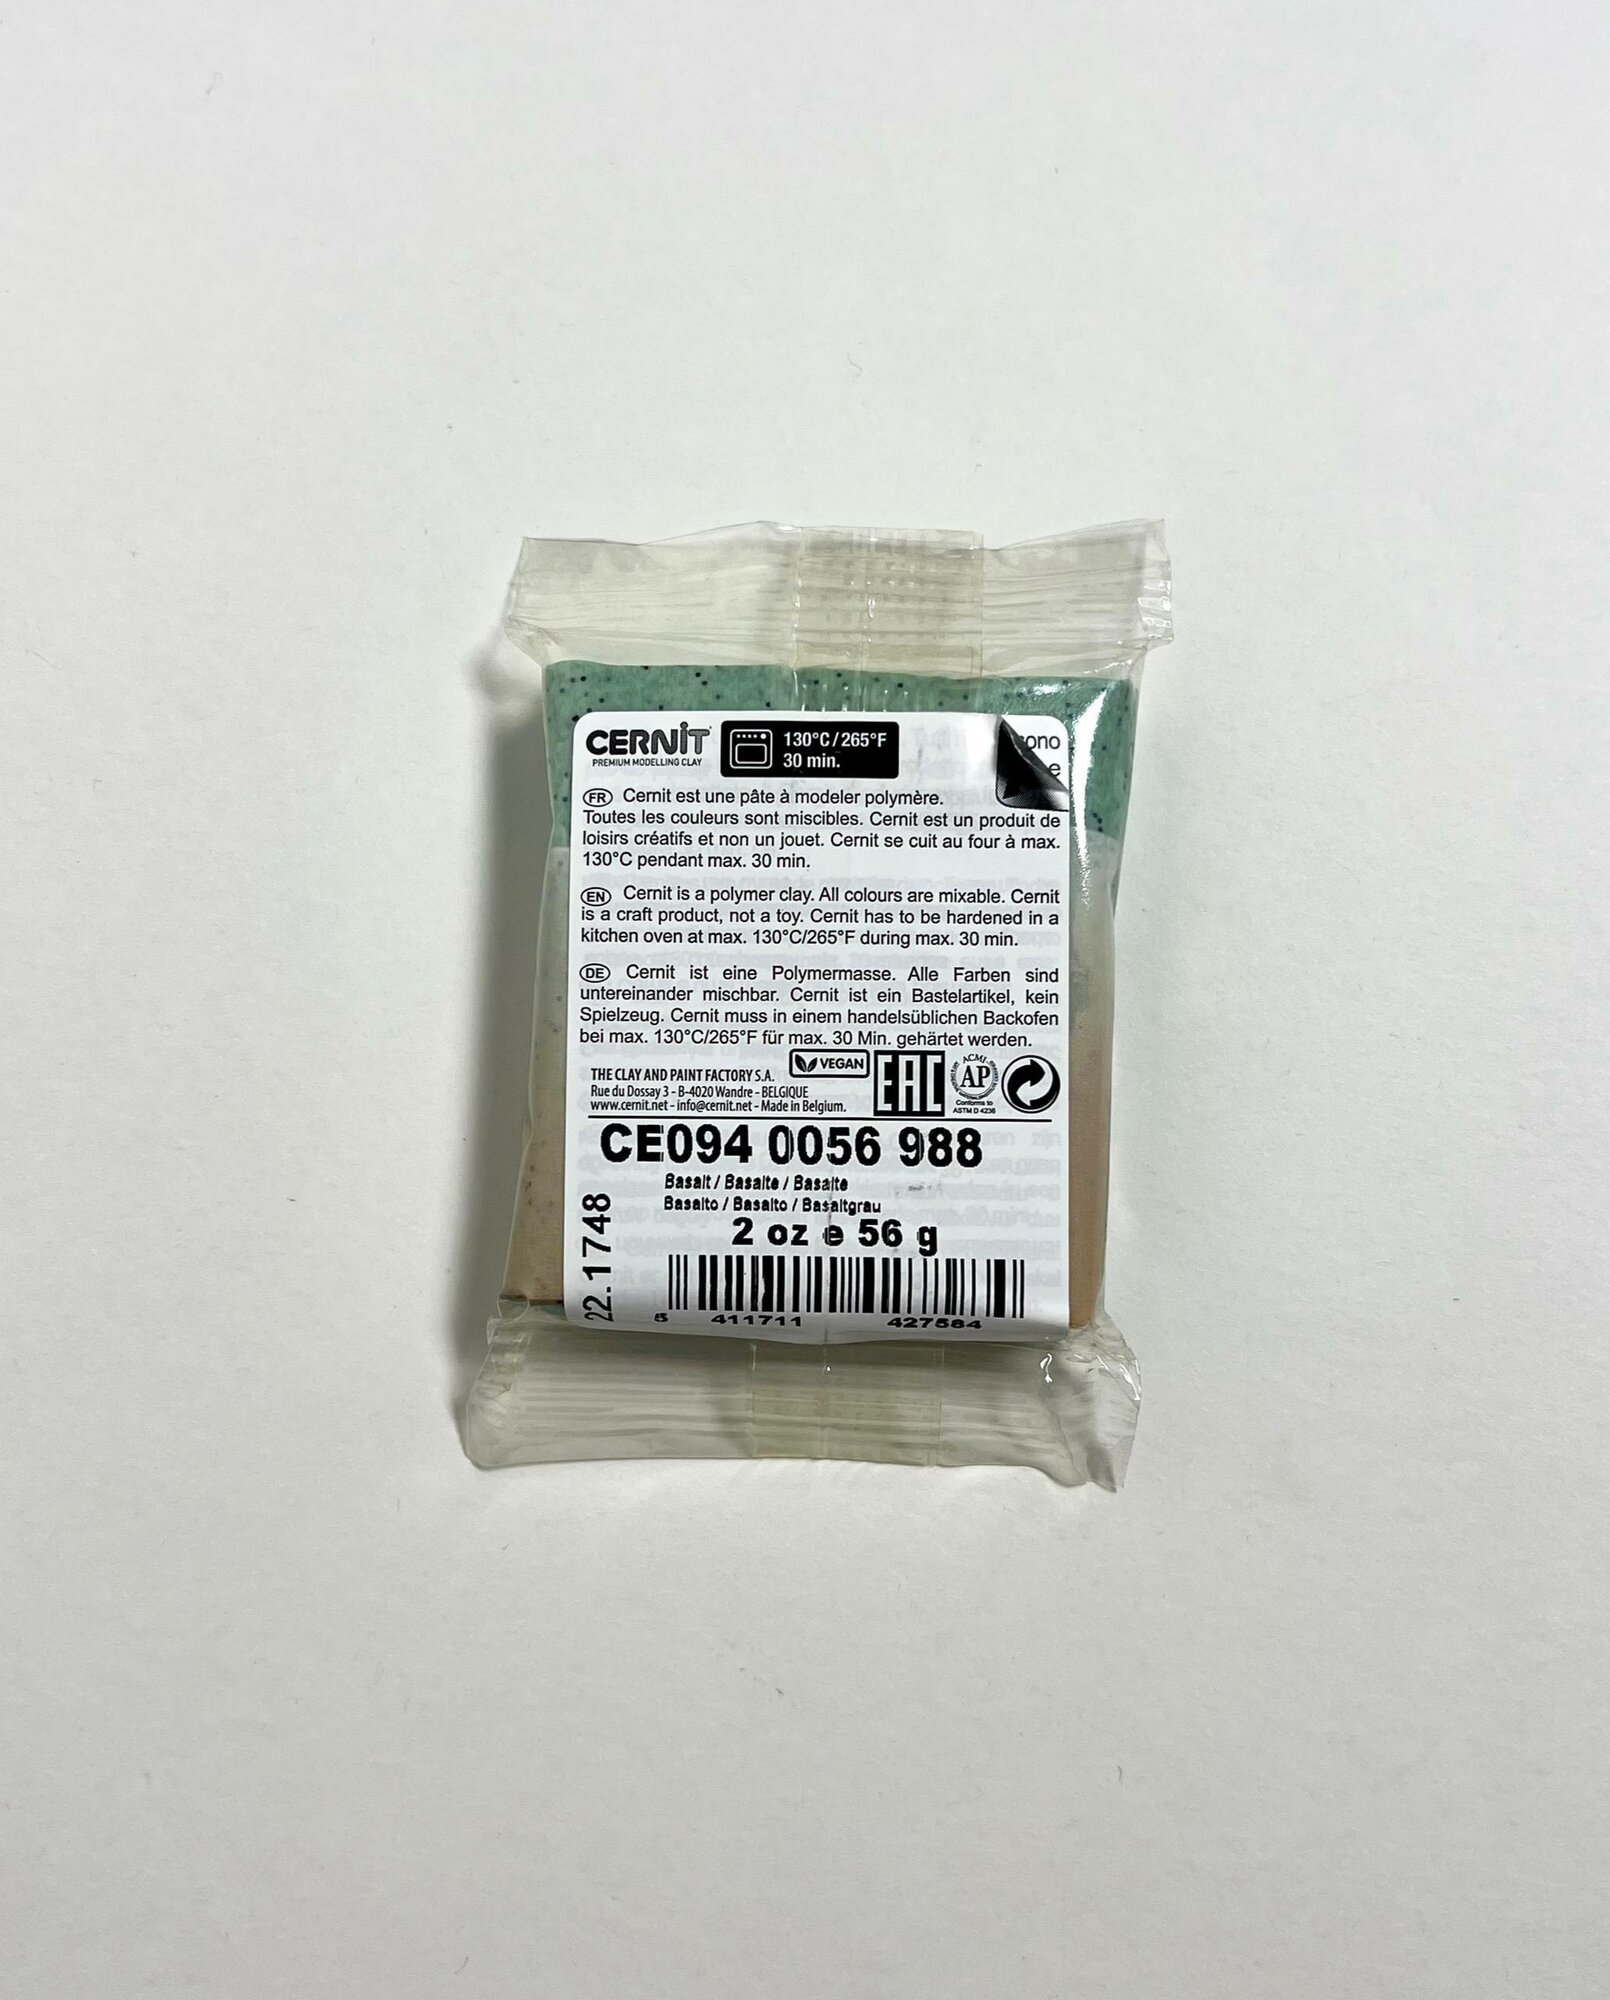 CERNIT
PREMIUM MODELLING CLAY
130°C/265°F
30 min.
ono
e
FR Cernit est une pâte à modeler polymère.
Toutes les couleurs sont miscibles. Cernit est un produit de
loisirs créatifs et non un jouet. Cernit se cuit au four à max.
130°C pendant max. 30 min.
EN Cernit is a polymer clay. All colours are mixable. Cernit
is a craft product, not a toy. Cernit has to be hardened in a
kitchen oven at max. 130°C/265°F during max. 30 min.
DE Cernit ist eine Polymermasse. Alle Farben sind
untereinander mischbar. Cernit ist ein Bastelartikel, kein
Spielzeug. Cernit muss in einem handelsüblichen Backofen
bei max. 130°C/265°F für max. 30 Min. gehärtet werden.
VEGAN
EAC
ACMI
AP
Conforms to
ASTM D 4236
THE CLAY AND PAINT FACTORY S.A.
Rue du Dossay 3 - B-4020 Wandre - BELGIQUE
www.cernit.net - info@cernit.net - Made in Belgium.
CE094 0056 988
Basalt / Basalte / Basalte
Basalto / Basalto / Basaltgrau
2 oz e 56 g
22.1748
5 411711 427584